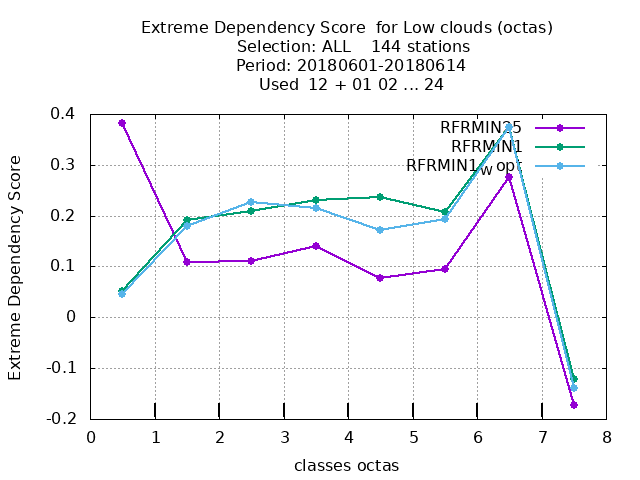 Extreme Dependency Score for Low clouds (octas)
Selection: ALL 144 stations
Period: 20180601-20180614
Used 12 + 01 02 ... 24
RFRMIN25
RFRMIN1
RFRMIN1w opt
0.4
0.3
0.2
0.1
0
-0.1
-0.2
Extreme Dependency Score
0 1 2 3 4 5 6 7 8
classes octas